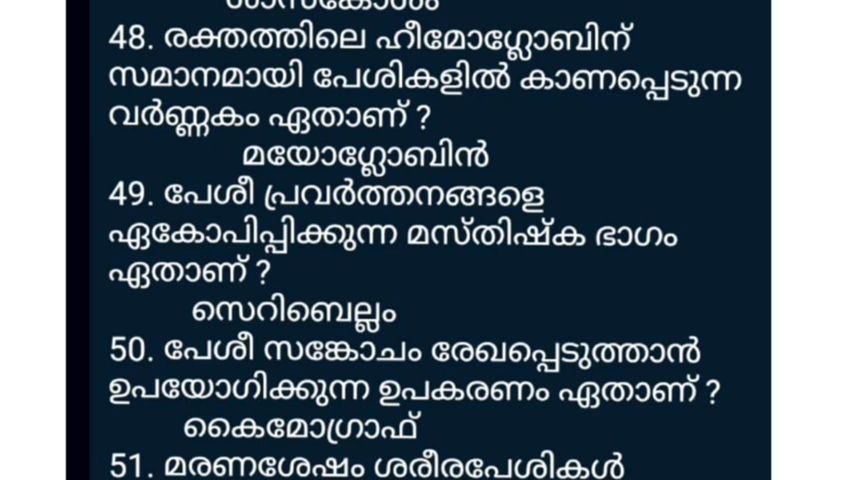 ശ്വാസകോശം
48. രക്തത്തിലെ ഹീമോഗ്ലോബിന്
സമാനമായി പേശികളിൽ കാണപ്പെടുന്ന
വർണ്ണകം ഏതാണ് ?
മയോഗ്ലോബിൻ
49. പേശീ പ്രവർത്തനങ്ങളെ
ഏകോപിപ്പിക്കുന്ന മസ്തിഷ്ക ഭാഗം
ഏതാണ് ?
സെറിബെല്ലം
50. പേശീ സങ്കോചം രേഖപ്പെടുത്താൻ
ഉപയോഗിക്കുന്ന ഉപകരണം ഏതാണ് ?
കൈമോഗ്രാഫ്
51. മരണശേഷം ശരീരപേശികൾ